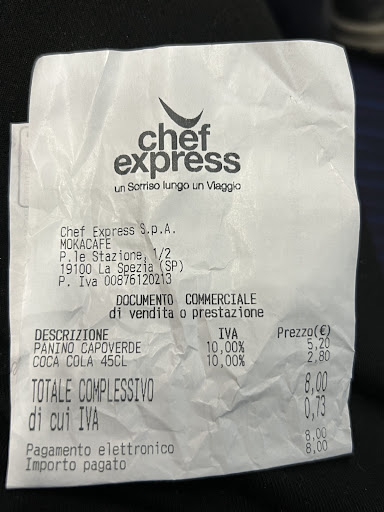 chef
express
un Sorriso lungo un Viaggio
Chef Express S.p.A.
MOKACAFE
P.le Stazione, 1/2
19100 La Spezia (SP)
P. Iva 00876120213
DOCUMENTO COMMERCIALE
di vendita o prestazione
DESCRIZIONE IVA Prezzo(€)
PANINO CAPOVERDE 10,00% 5,20
COCA COLA 45CL 10,00% 2,80
TOTALE COMPLESSIVO 8,00
di cui IVA 0,73
Pagamento elettronico 8,00
Importo pagato 8,00